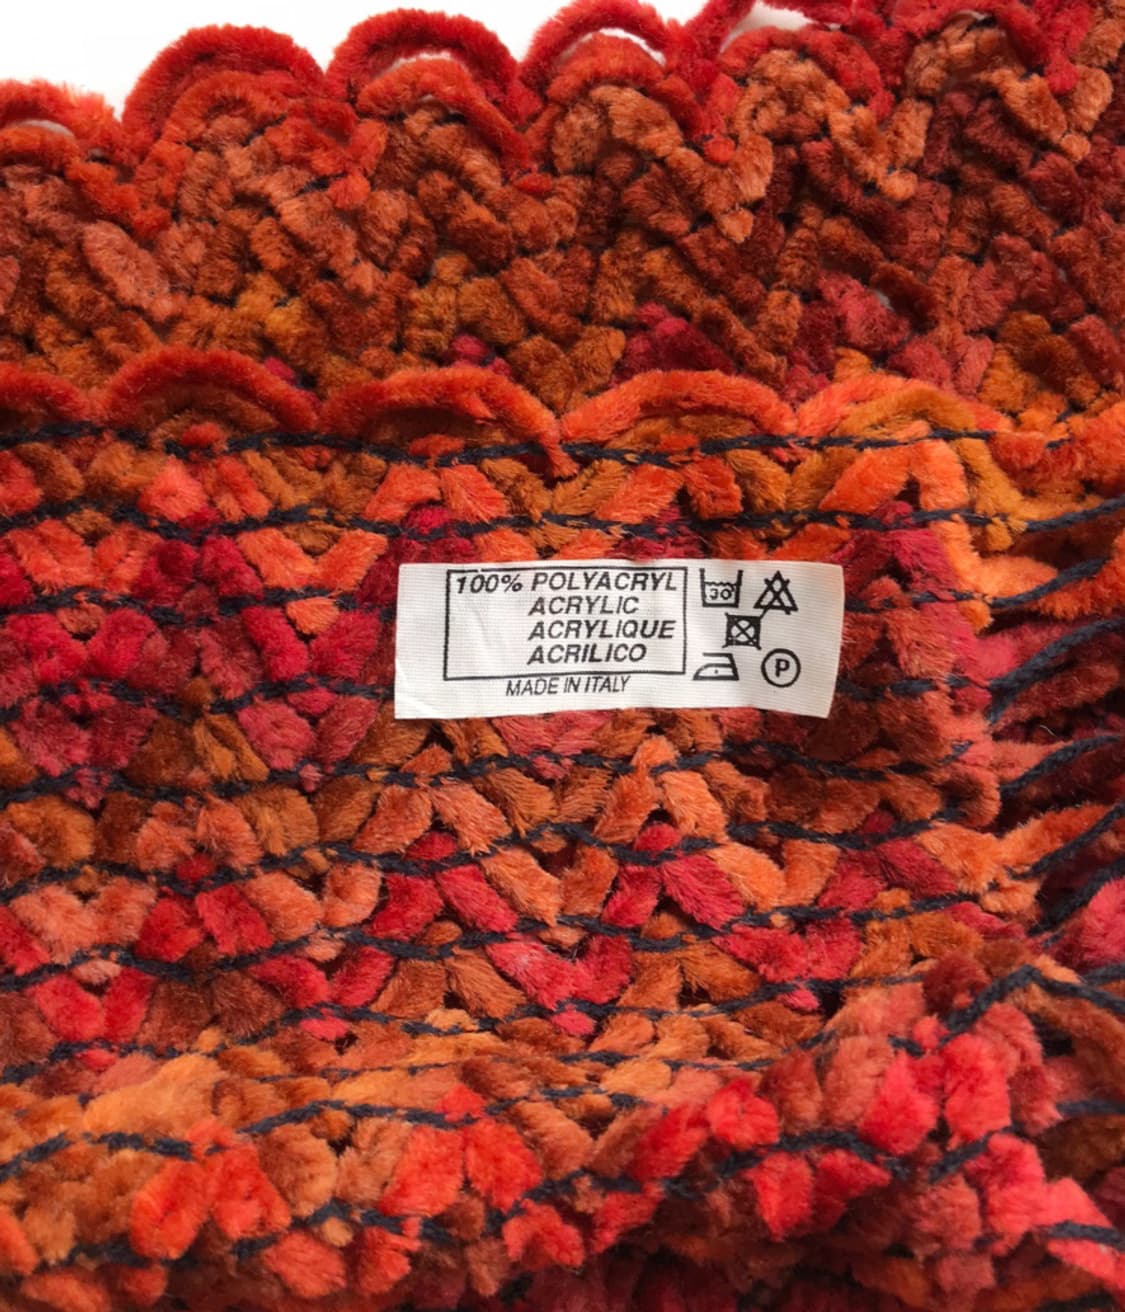 100% POLYACRYL
ACRYLIC
ACRYLIQUE
ACRILICO
MADE IN ITALY
30
P